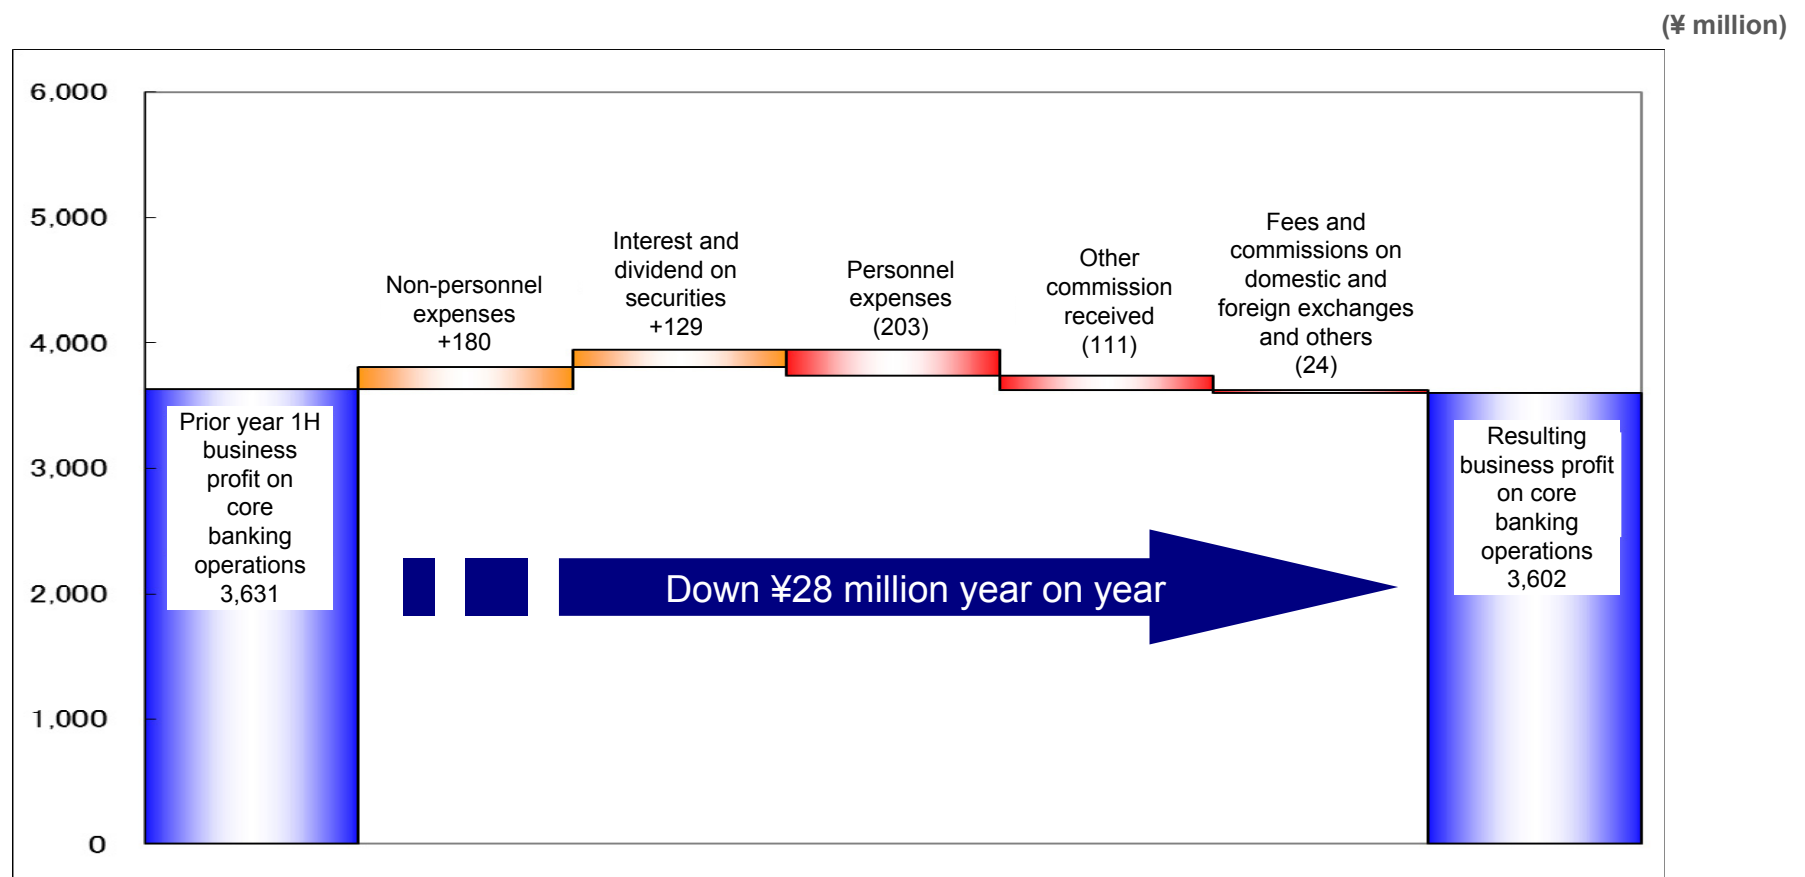 (¥ million)
6,000
5,000
4,000
3,000
2,000
1,000
0
Prior year 1H
business
profit on
core
banking
operations
3,631
Non-personnel
expenses
+180
Interest and
dividend on
securities
+129
Personnel
expenses
(203)
Other
commission
received
(111)
Fees and
commissions on
domestic and
foreign exchanges
and others
(24)
Resulting
business profit
on core
banking
operations
3,602
Down ¥28 million year on year